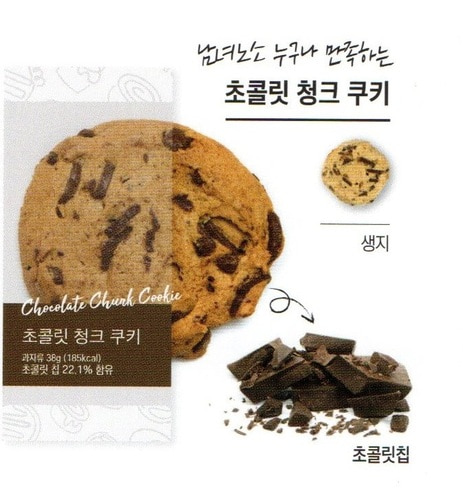 남녀노소 누구나 만족하는
초콜릿 청크 쿠키
생지
Chocolate Chunk Cookie
초콜릿 청크 쿠키
과자류 38g (185kcal)
초콜릿 칩 22.1% 함유
초콜릿칩